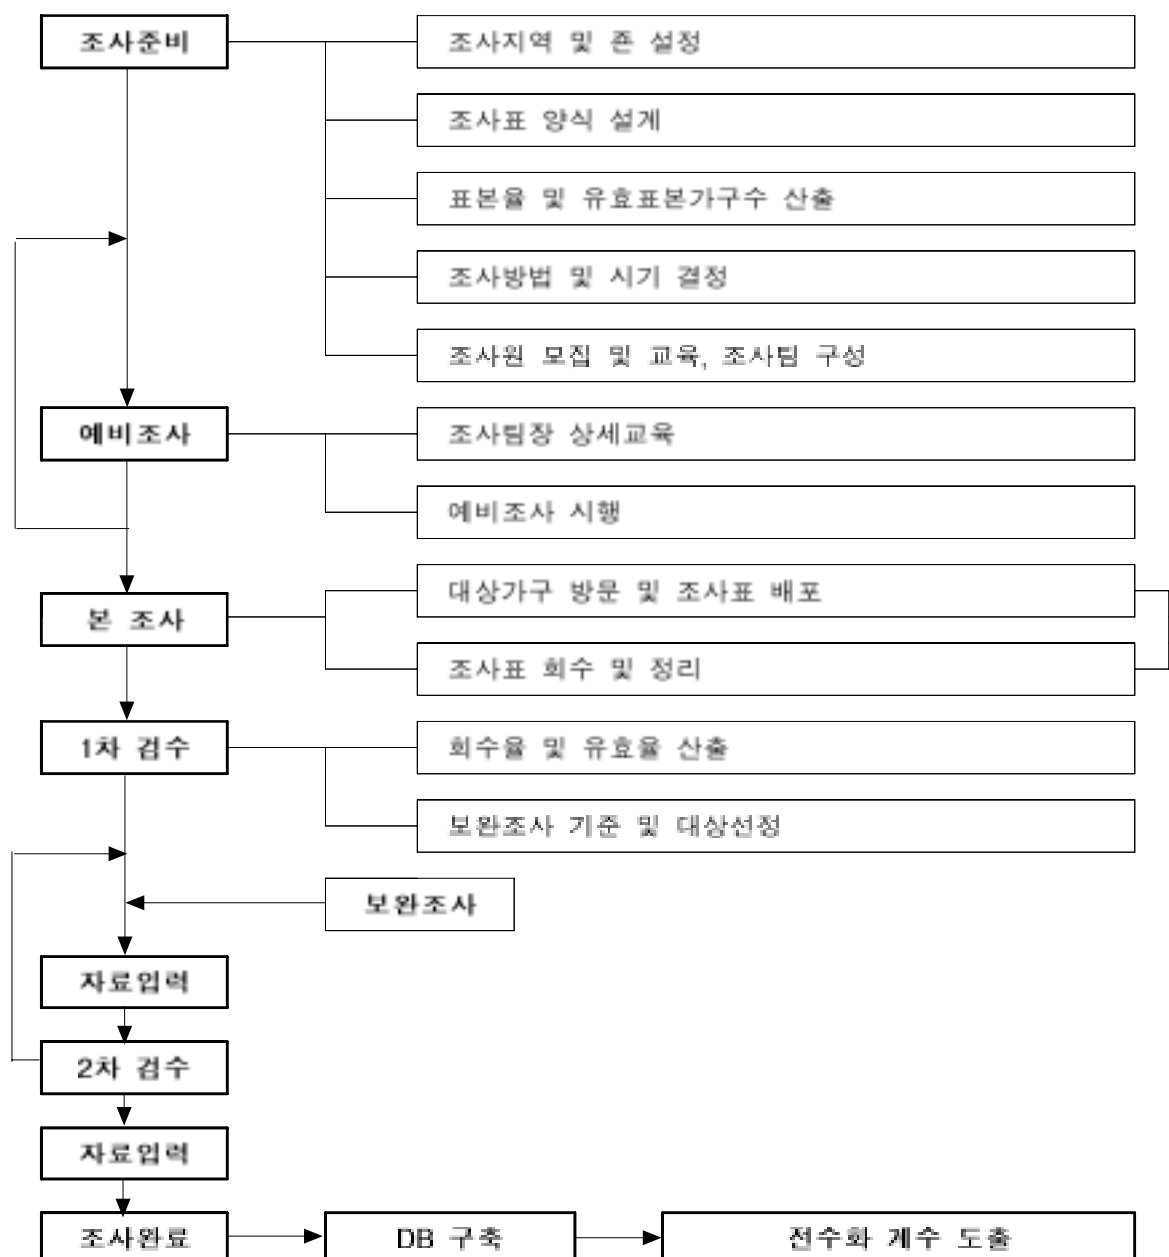 조사준비
조사지역 및 존 설정
조사표 양식 설계
표본율 및 유효표본가구수 산출
조사방법 및 시기 결정
조사원 모집 및 교육, 조사팀 구성
예비조사
조사팀장 상세교육
예비조사 시행
본 조사
대상가구 방문 및 조사표 배포
조사표 회수 및 정리
1차 검수
회수율 및 유효율 산출
보완조사 기준 및 대상선정
보완조사
자료입력
2차 검수
자료입력
조사완료
DB 구축
전수화 계수 도출